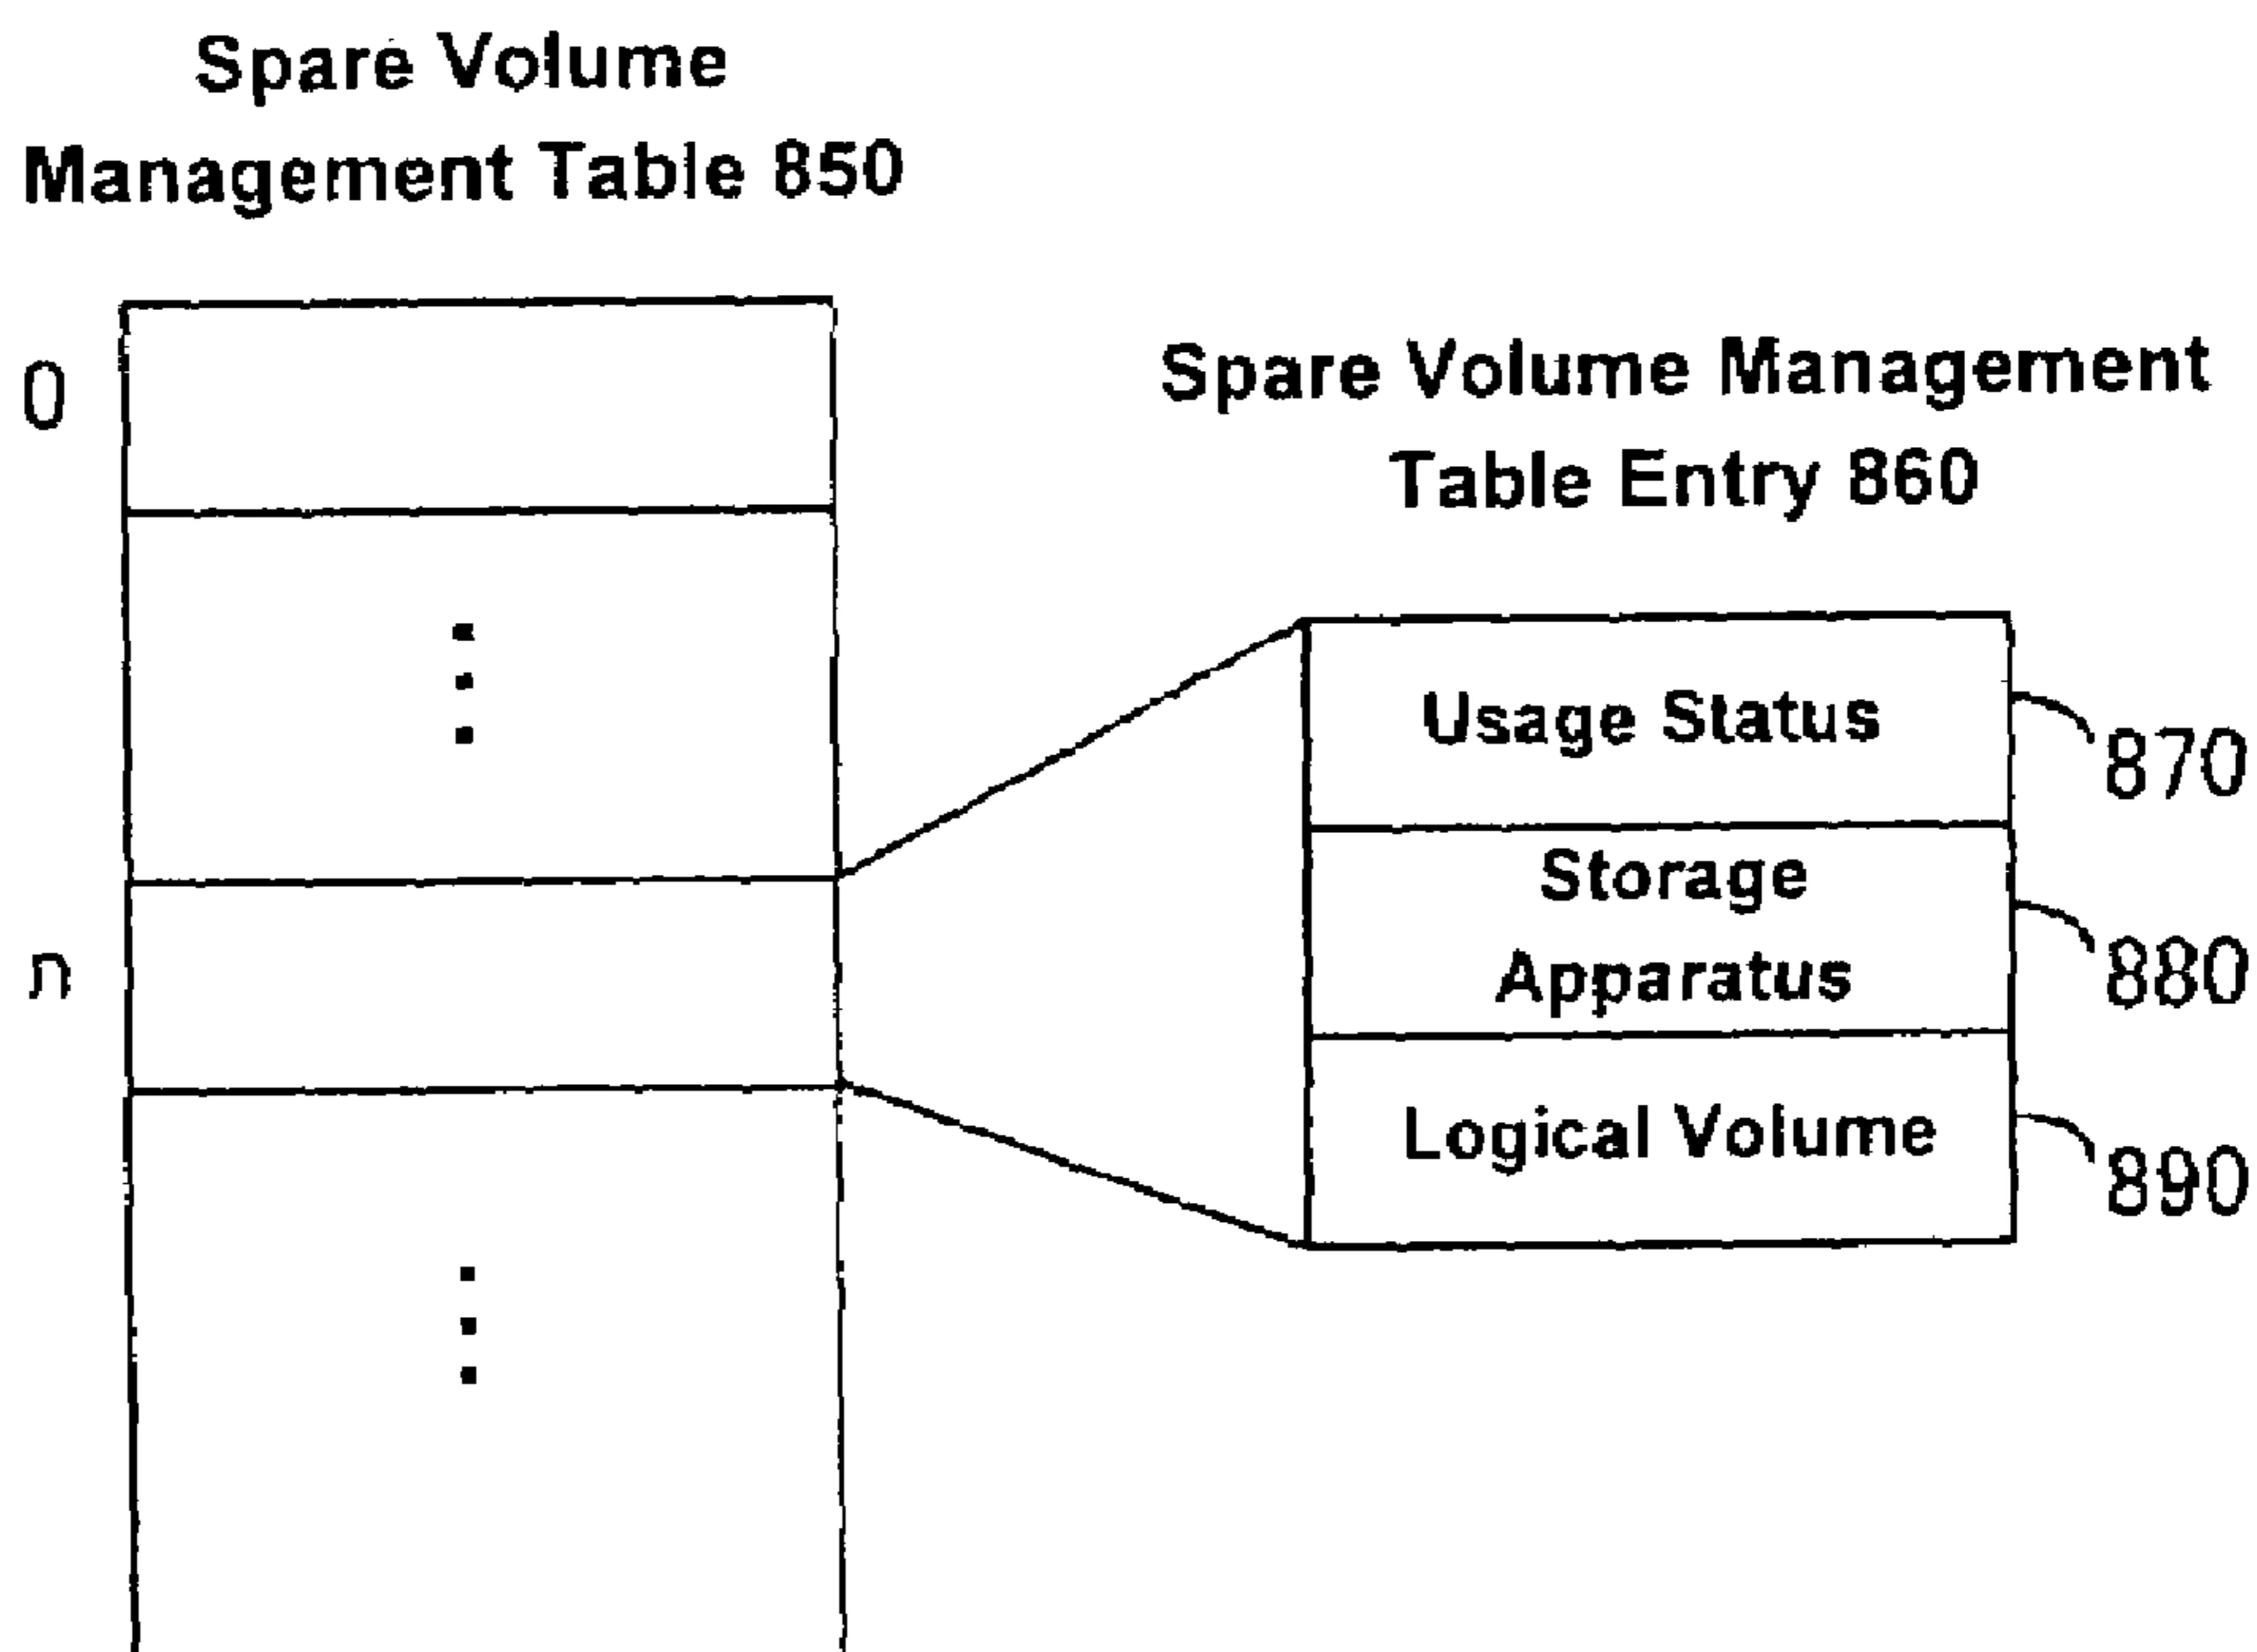 Spare Volume
Management Table 850
0
n
Spare Volume Management
Table Entry 860
Usage Status
870
Storage
Apparatus
880
Logical Volume
890